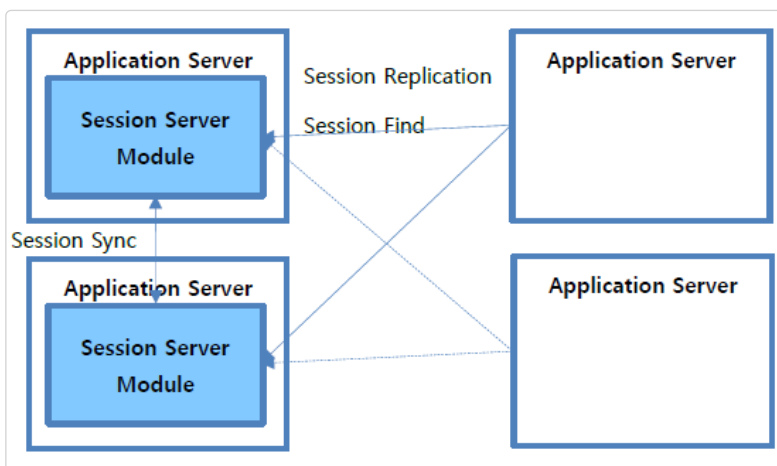 Application Server
Session Server
Module
Session Replication
Session Find
Application Server
Session Sync
Application Server
Session Server
Module
Application Server